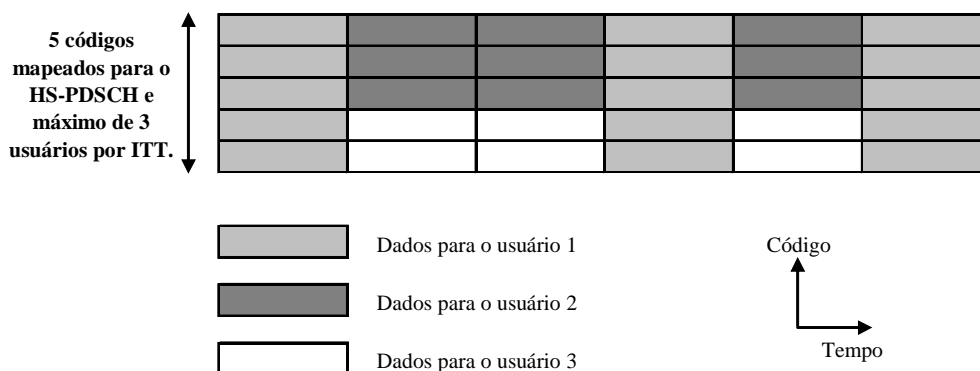 5 códigos
mapeados para o
HS-PDSCH e
máximo de 3
usuários por ITT.
Dados para o usuário 1
Dados para o usuário 2
Dados para o usuário 3
Código
Tempo